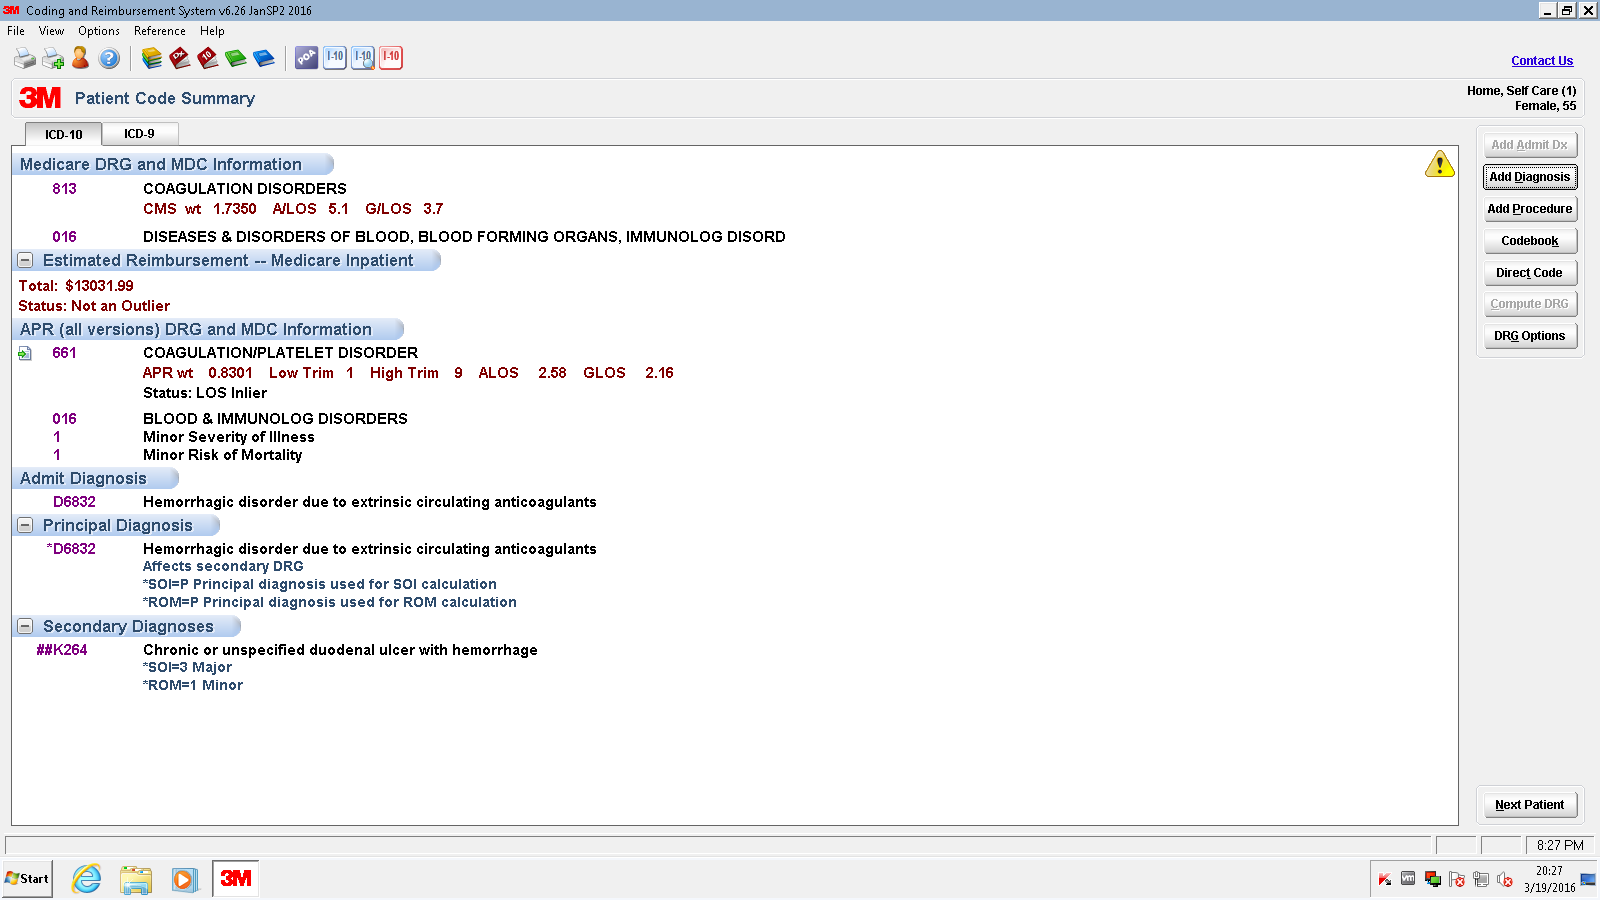 3M Coding and Reimbursement System v6.26 JanSP2 2016
File View Options Reference Help
DX 10 POA I-10 I-10 I-10
Contact Us
3M Patient Code Summary
Home, Self Care (1)
Female, 55
ICD-10 ICD-9
Medicare DRG and MDC Information
813 COAGULATION DISORDERS
CMS wt 1.7350 A/LOS 5.1 G/LOS 3.7
016 DISEASES & DISORDERS OF BLOOD, BLOOD FORMING ORGANS, IMMUNOLOG DISORD
Estimated Reimbursement -- Medicare Inpatient
Total: $13031.99
Status: Not an Outlier
APR (all versions) DRG and MDC Information
661 COAGULATION/PLATELET DISORDER
APR wt 0.8301 Low Trim 1 High Trim 9 ALOS 2.58 GLOS 2.16
Status: LOS Inlier
016 BLOOD & IMMUNOLOG DISORDERS
1 Minor Severity of Illness
1 Minor Risk of Mortality
Admit Diagnosis
D6832 Hemorrhagic disorder due to extrinsic circulating anticoagulants
Principal Diagnosis
*D6832 Hemorrhagic disorder due to extrinsic circulating anticoagulants
Affects secondary DRG
*SOI=P Principal diagnosis used for SOI calculation
*ROM=P Principal diagnosis used for ROM calculation
Secondary Diagnoses
##K264 Chronic or unspecified duodenal ulcer with hemorrhage
*SOI=3 Major
*ROM=1 Minor
Add Admit Dx
Add Diagnosis
Add Procedure
Codebook
Direct Code
Compute DRG
DRG Options
Next Patient
8:27 PM
Start 3M vm 20:27
3/19/2016